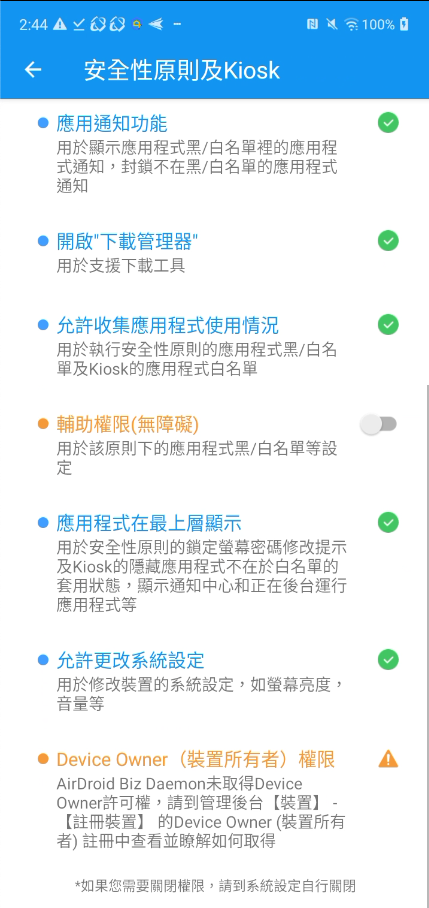 2:44
100%
安全性原則及Kiosk
應用通知功能
用於顯示應用程式黑/白名單裡的應用程
式通知，封鎖不在黑/白名單的應用程式
通知
開啟"下載管理器"
用於支援下載工具
允許收集應用程式使用情況
用於執行安全性原則的應用程式黑/白名
單及Kiosk的應用程式白名單
輔助權限(無障礙)
用於該原則下的應用程式黑/白名單等設
定
應用程式在最上層顯示
用於安全性原則的鎖定螢幕密碼修改提示
及Kiosk的隱藏應用程式不在於白名單的
套用狀態，顯示通知中心和正在後台運行
應用程式等
允許更改系統設定
用於修改裝置的系統設定，如螢幕亮度，
音量等
Device Owner（裝置所有者）權限
AirDroid Biz Daemon未取得Device
Owner許可權，請到管理後台【裝置】 -
【註冊裝置】 的Device Owner (裝置所有
者) 註冊中查看並瞭解如何取得
*如果您需要關閉權限，請到系統設定自行關閉